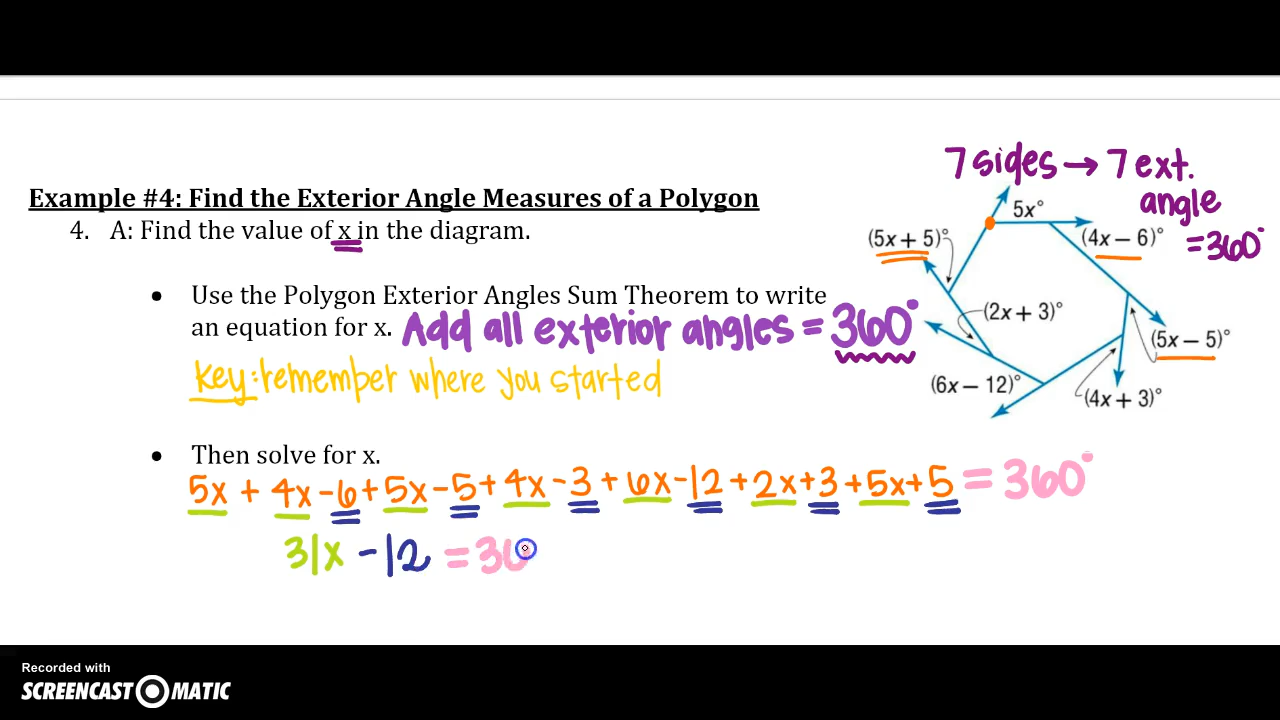 7 sides → 7 ext.
angle
= 360°
Example #4: Find the Exterior Angle Measures of a Polygon
4. A: Find the value of x in the diagram.
5x°
(4x – 6)°
(5x + 5)°
(2x + 3)°
(5x – 5)°
(6x – 12)°
(4x + 3)°
• Use the Polygon Exterior Angles Sum Theorem to write
an equation for x. Add all exterior angles = 360°
Key: remember where you started
• Then solve for x.
5x + 4x - 6 + 5x - 5 + 4x - 3 + 6x - 12 + 2x + 3 + 5x + 5 = 360°
31x - 12 = 36
Recorded with
SCREENCAST MATIC